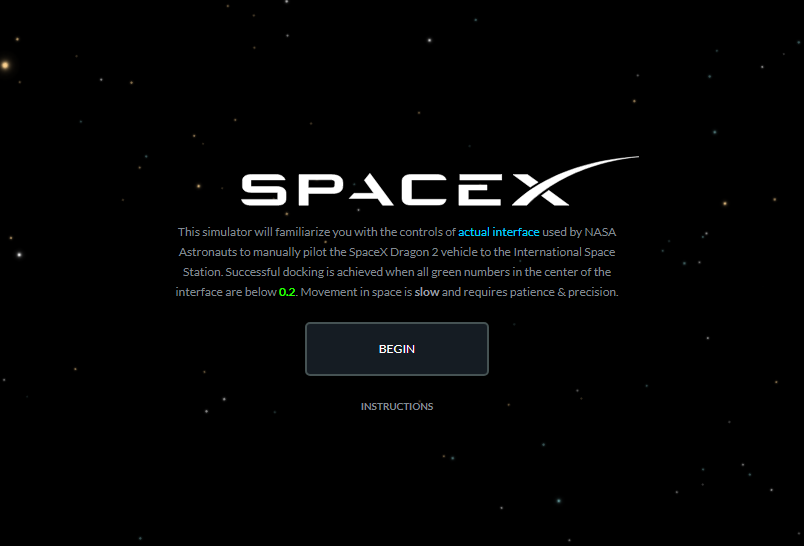 SPACEX
This simulator will familiarize you with the controls of actual interface used by NASA
Astronauts to manually pilot the SpaceX Dragon 2 vehicle to the International Space
Station. Successful docking is achieved when all green numbers in the center of the
interface are below 0.2. Movement in space is slow and requires patience & precision.
BEGIN
INSTRUCTIONS